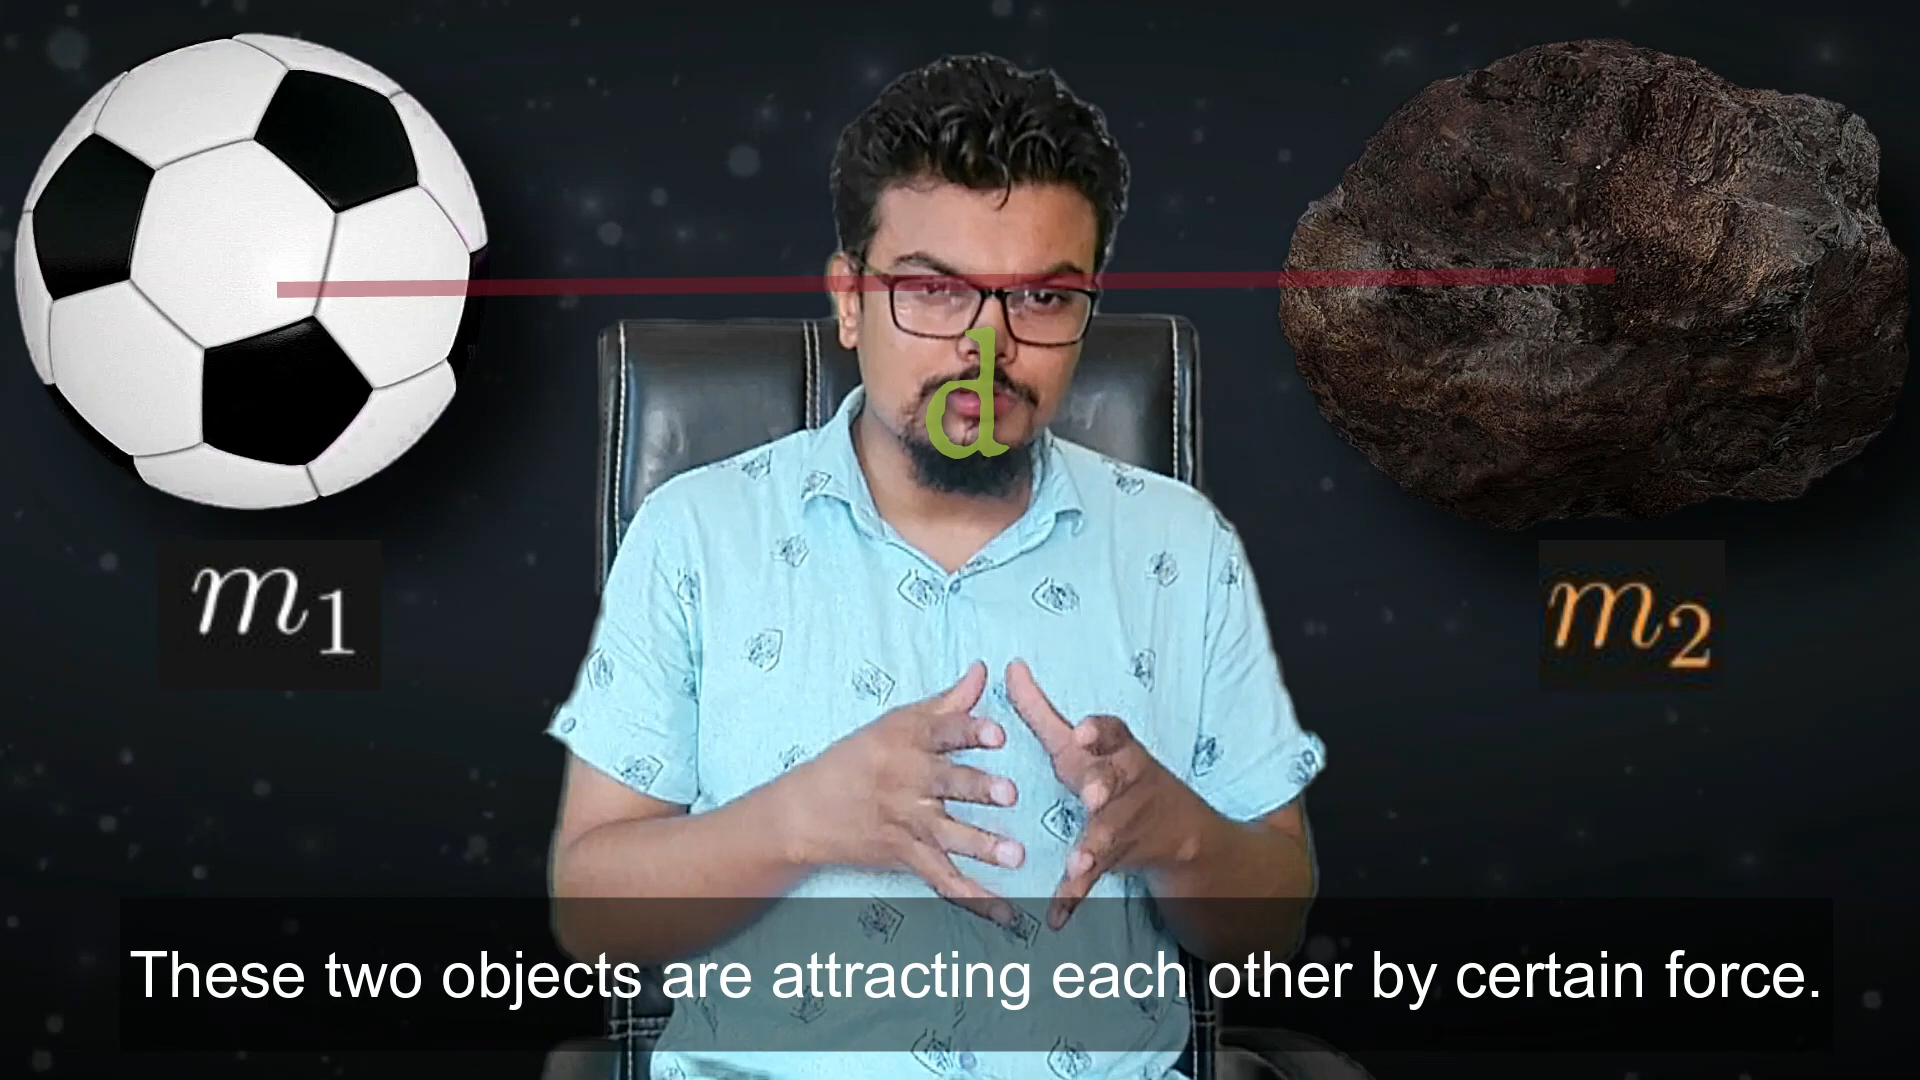 d
m1
m2
These two objects are attracting each other by certain force.